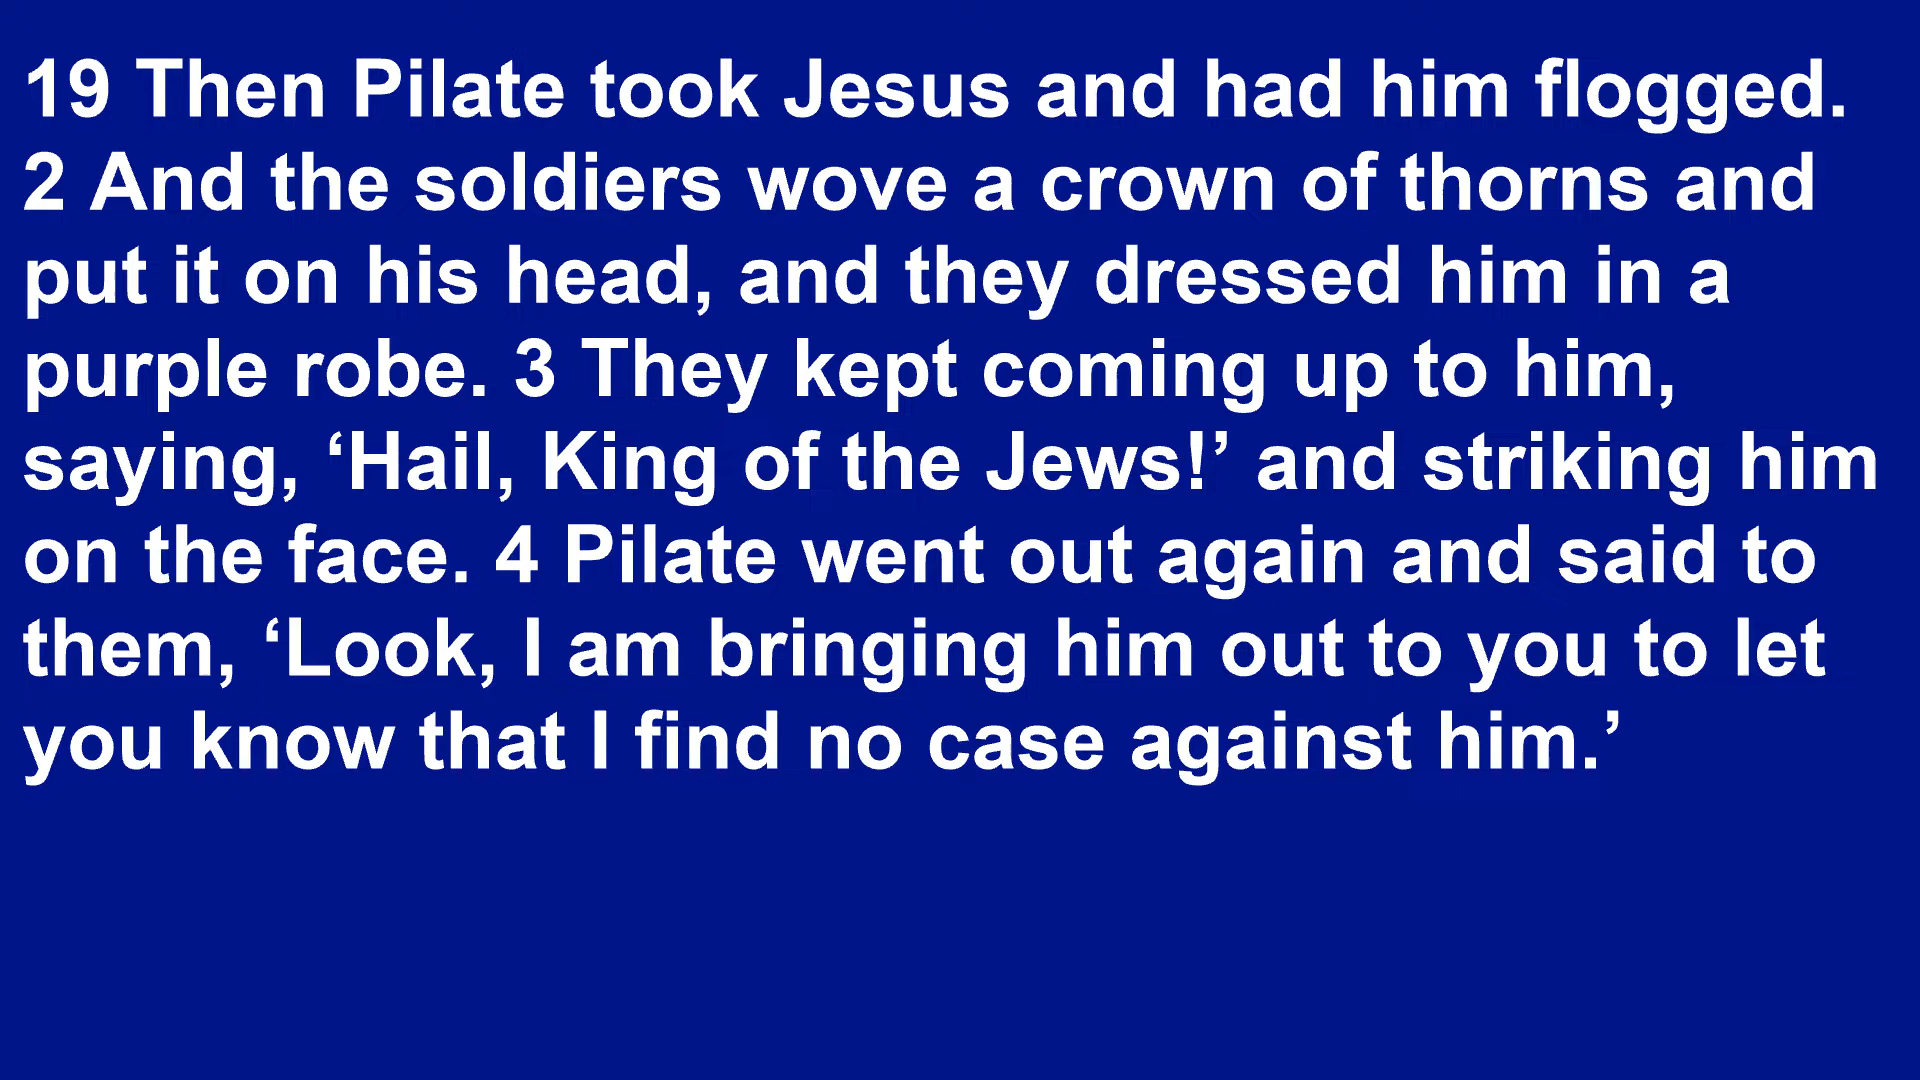 19 Then Pilate took Jesus and had him flogged.
2 And the soldiers wove a crown of thorns and
put it on his head, and they dressed him in a
purple robe. 3 They kept coming up to him,
saying, ‘Hail, King of the Jews!’ and striking him
on the face. 4 Pilate went out again and said to
them, ‘Look, I am bringing him out to you to let
you know that I find no case against him.’